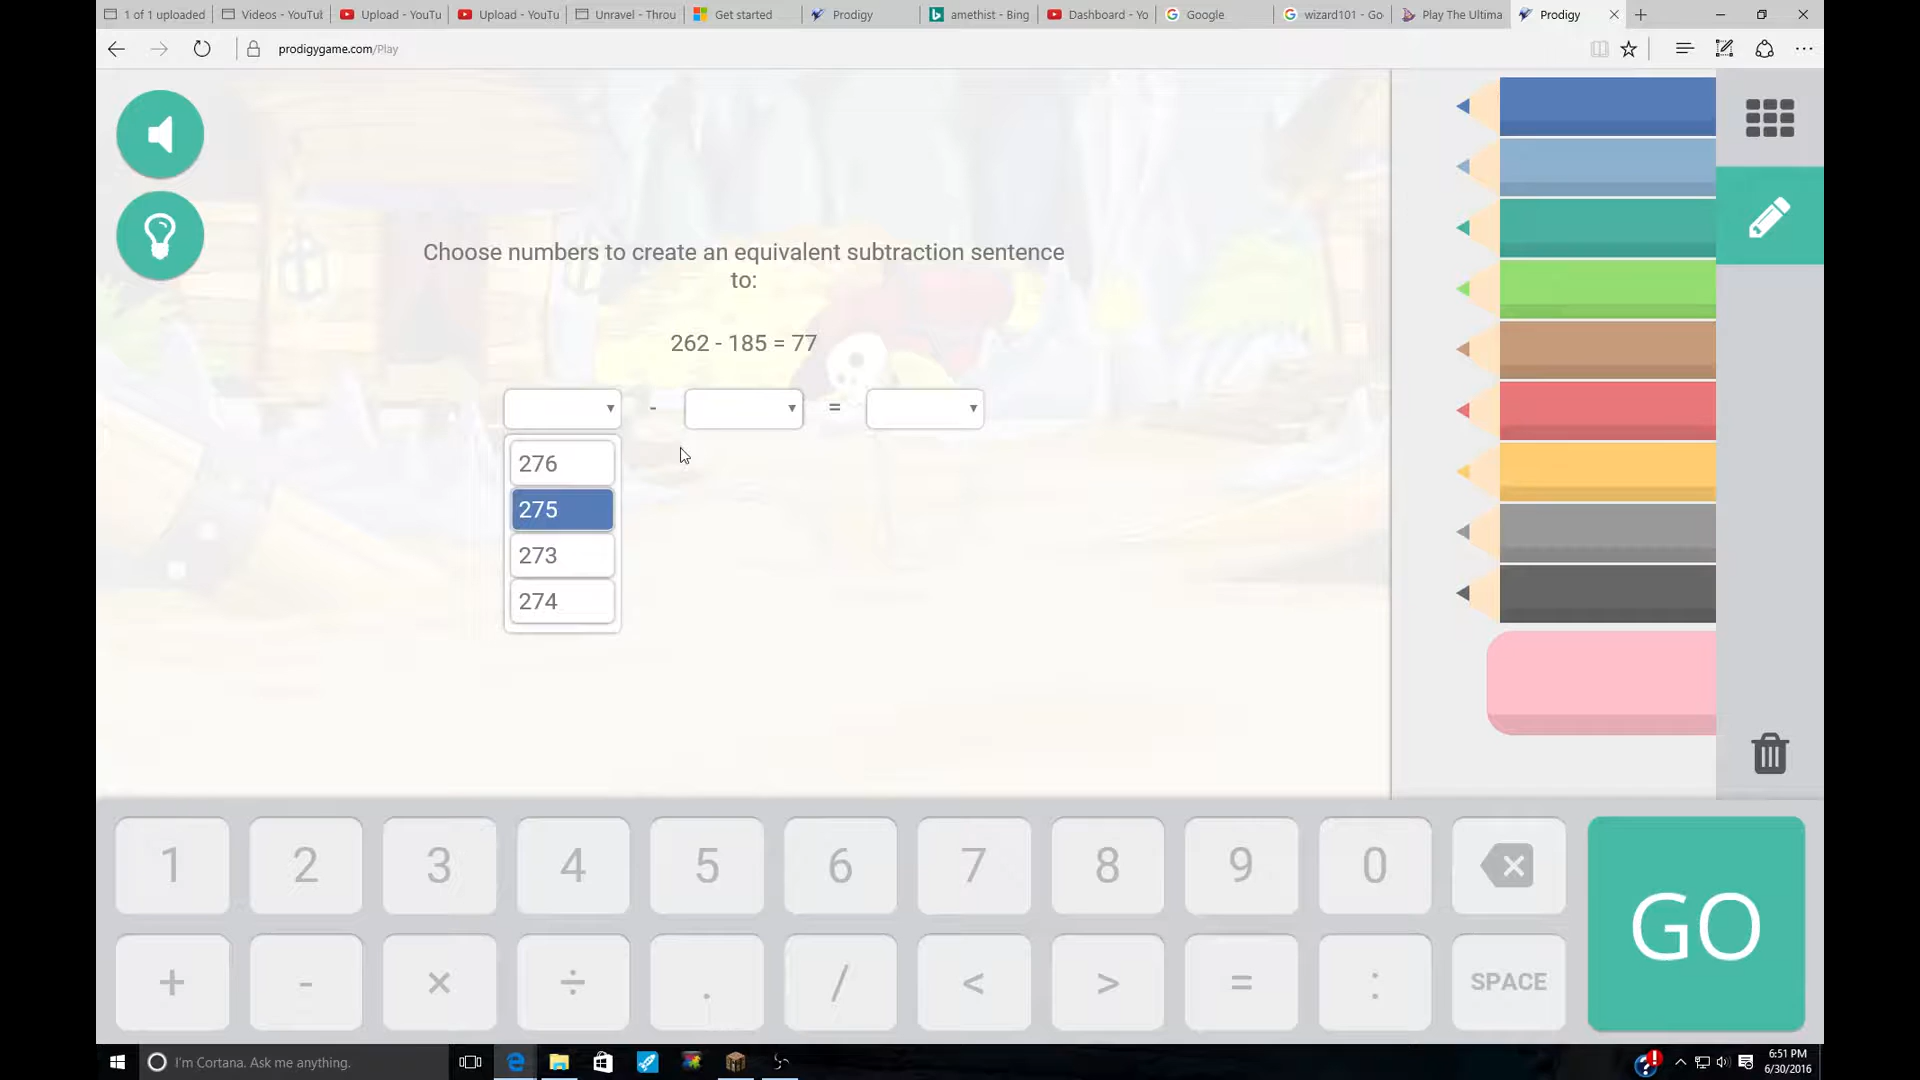 1 of 1 uploaded
Videos - YouTub
Upload - YouTu
Upload - YouTu
Unravel - Throu
Get started
Prodigy
amethist - Bing
Dashboard - Yo
Google
wizard101 - Go
Play The Ultima
Prodigy
prodigygame.com/Play
Choose numbers to create an equivalent subtraction sentence
to:
262 - 185 = 77
- =
276
275
273
274
1 2 3 4 5 6 7 8 9 0
GO
+ - × ÷ . / < > = : SPACE
I'm Cortana. Ask me anything.
6:51 PM
6/30/2016